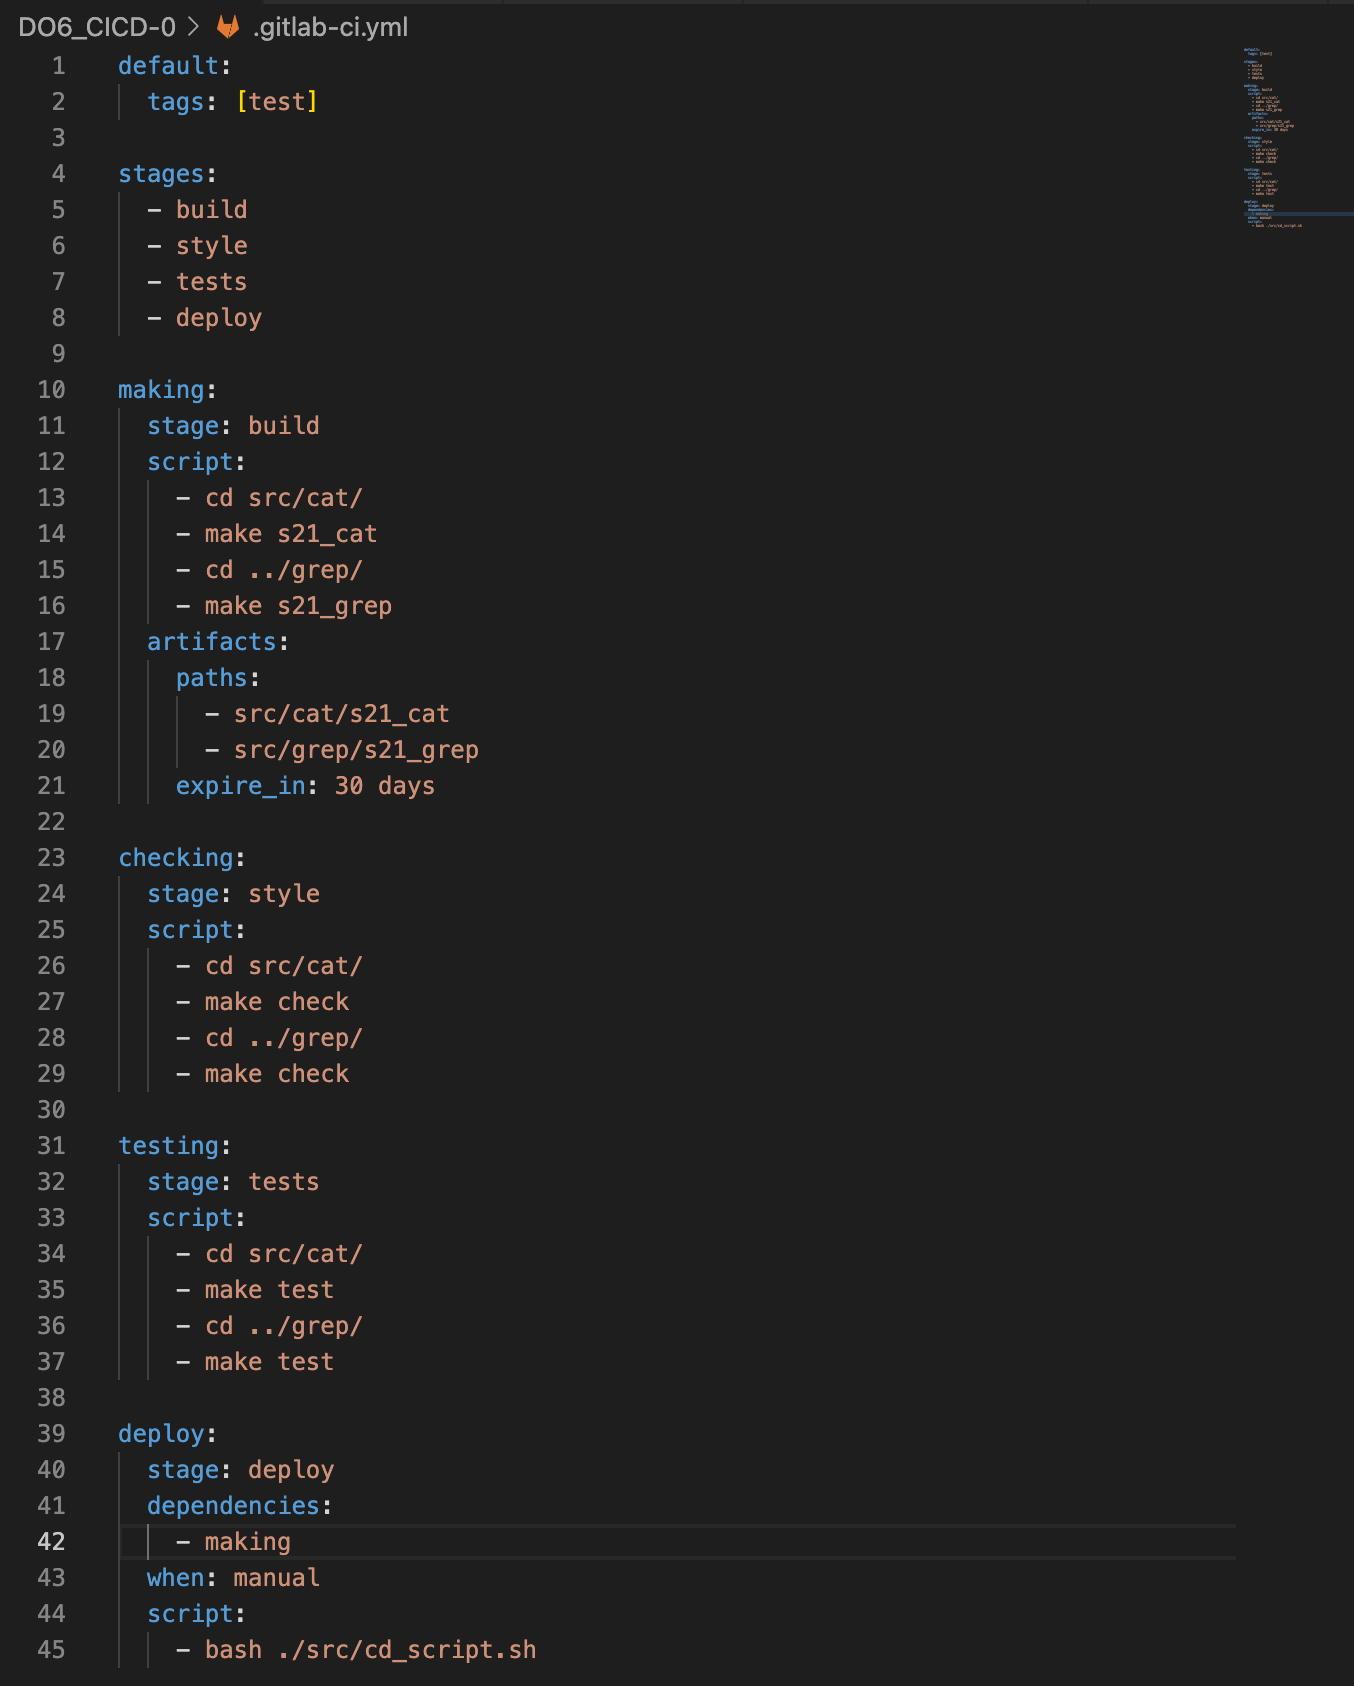 DO6_CICD-0 > .gitlab-ci.yml
1 default:
2   tags: [test]
3
4 stages:
5   - build
6   - style
7   - tests
8   - deploy
9
10 making:
11   stage: build
12   script:
13     - cd src/cat/
14     - make s21_cat
15     - cd ../grep/
16     - make s21_grep
17   artifacts:
18     paths:
19       - src/cat/s21_cat
20       - src/grep/s21_grep
21     expire_in: 30 days
22
23 checking:
24   stage: style
25   script:
26     - cd src/cat/
27     - make check
28     - cd ../grep/
29     - make check
30
31 testing:
32   stage: tests
33   script:
34     - cd src/cat/
35     - make test
36     - cd ../grep/
37     - make test
38
39 deploy:
40   stage: deploy
41   dependencies:
42     - making
43   when: manual
44   script:
45     - bash ./src/cd_script.sh